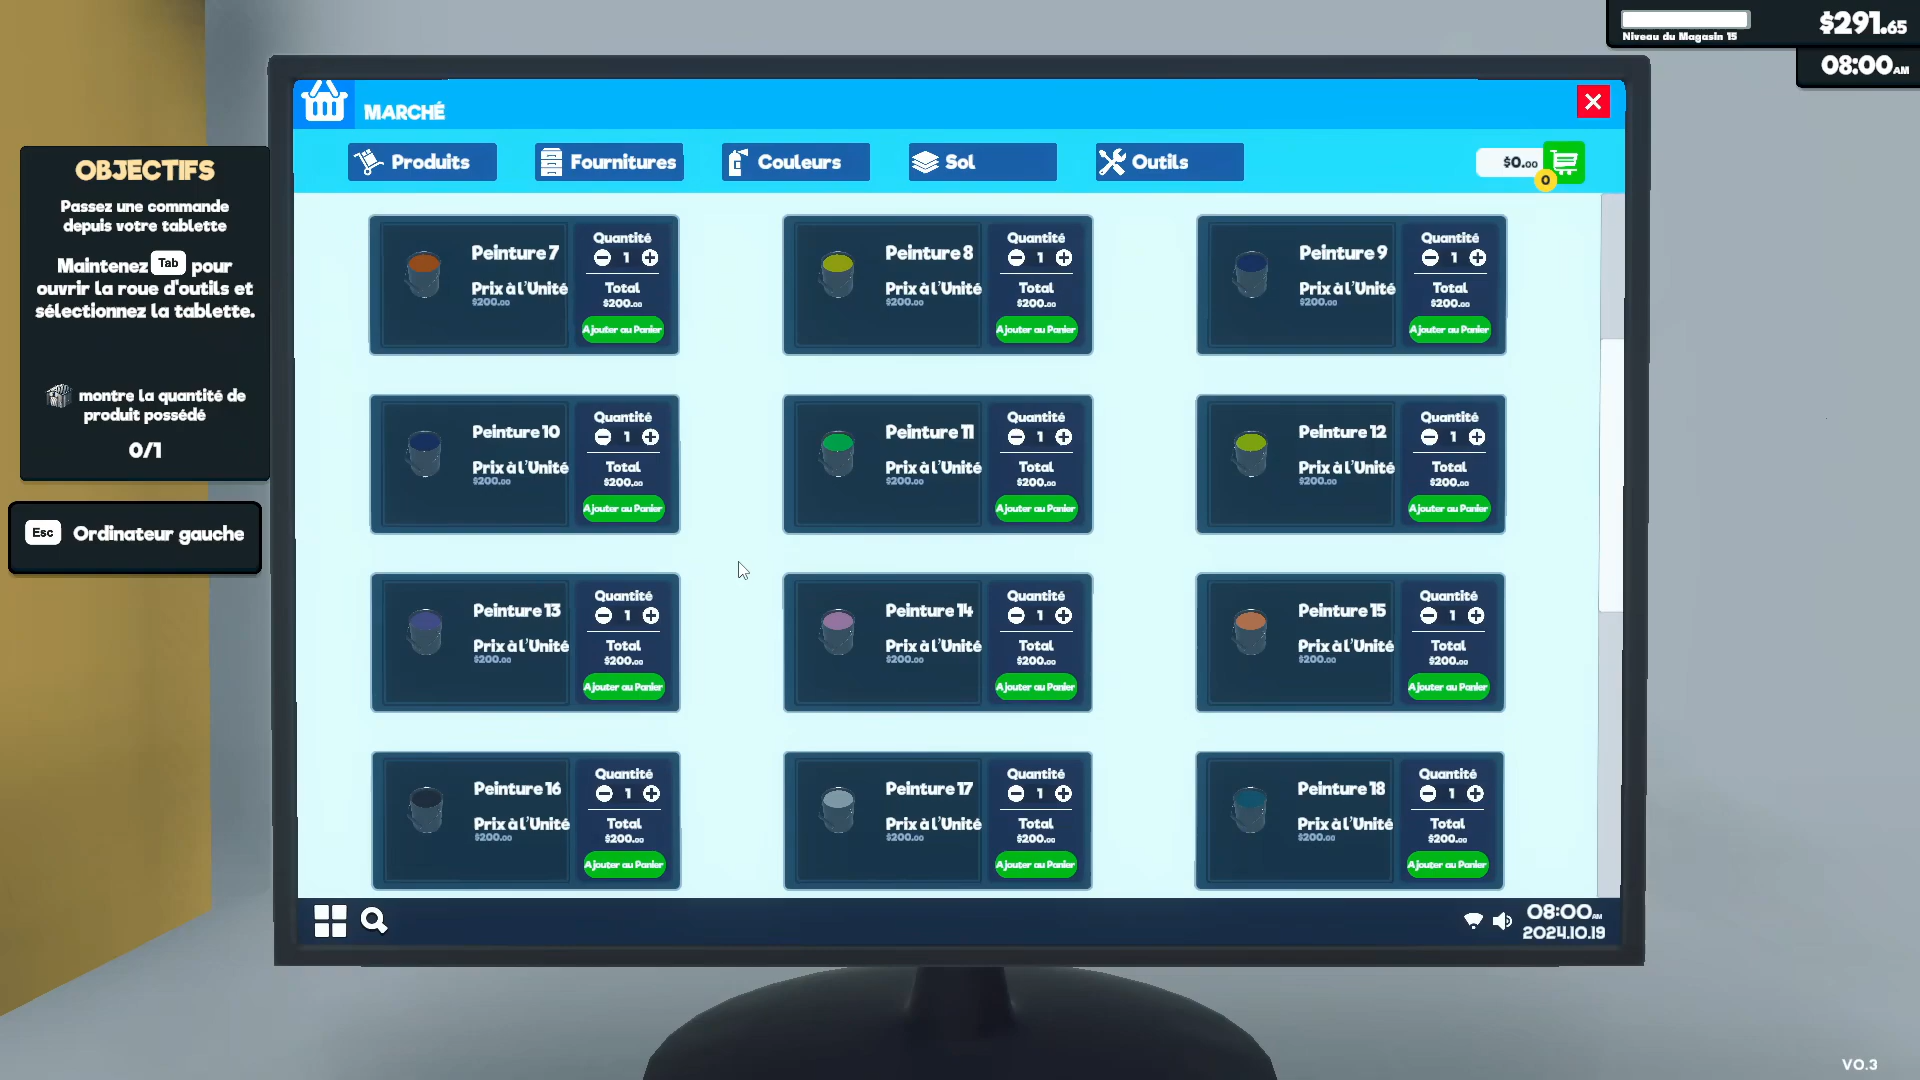 $291.65
Niveau du Magasin 15
08:00AM
MARCHÉ
Produits
Fournitures
Couleurs
Sol
Outils
$0.00
0
OBJECTIFS
Passez une commande
depuis votre tablette
Maintenez Tab pour
ouvrir la roue d'outils et
sélectionnez la tablette.
montre la quantité de
produit possédé
0/1
Esc Ordinateur gauche
Peinture 7
Prix à l'Unité
$200.00
Quantité
1
Total
$200.00
Ajouter au Panier
Peinture 8
Prix à l'Unité
$200.00
Quantité
1
Total
$200.00
Ajouter au Panier
Peinture 9
Prix à l'Unité
$200.00
Quantité
1
Total
$200.00
Ajouter au Panier
Peinture 10
Prix à l'Unité
$200.00
Quantité
1
Total
$200.00
Ajouter au Panier
Peinture 11
Prix à l'Unité
$200.00
Quantité
1
Total
$200.00
Ajouter au Panier
Peinture 12
Prix à l'Unité
$200.00
Quantité
1
Total
$200.00
Ajouter au Panier
Peinture 13
Prix à l'Unité
$200.00
Quantité
1
Total
$200.00
Ajouter au Panier
Peinture 14
Prix à l'Unité
$200.00
Quantité
1
Total
$200.00
Ajouter au Panier
Peinture 15
Prix à l'Unité
$200.00
Quantité
1
Total
$200.00
Ajouter au Panier
Peinture 16
Prix à l'Unité
$200.00
Quantité
1
Total
$200.00
Ajouter au Panier
Peinture 17
Prix à l'Unité
$200.00
Quantité
1
Total
$200.00
Ajouter au Panier
Peinture 18
Prix à l'Unité
$200.00
Quantité
1
Total
$200.00
Ajouter au Panier
08:00AM
2024.10.19
V0.3